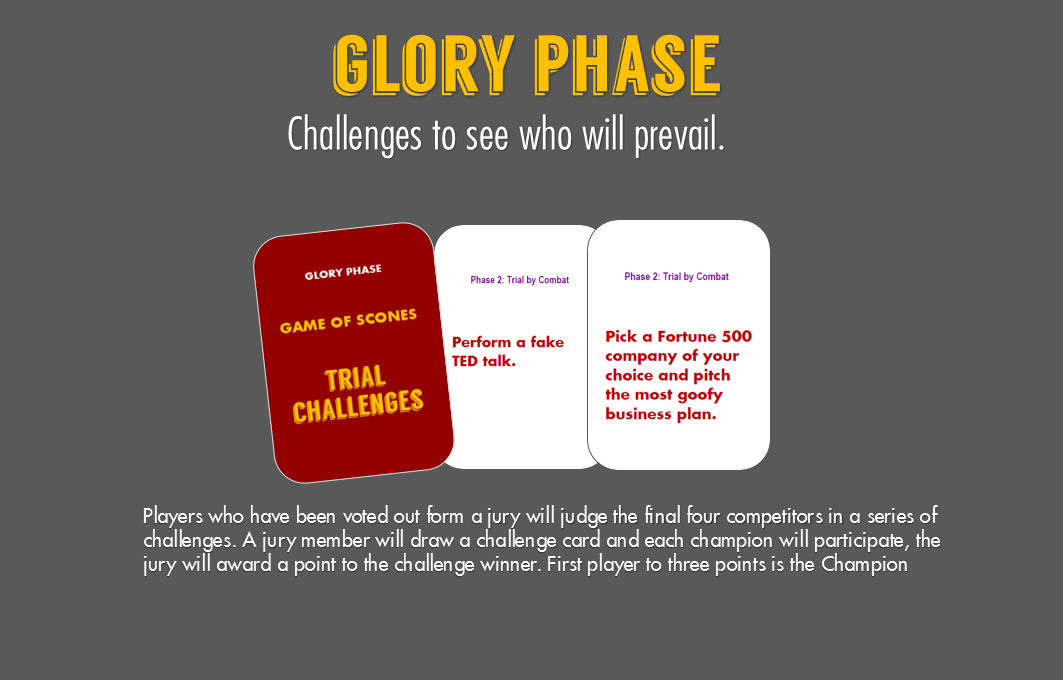 GLORY PHASE
Challenges to see who will prevail.
GLORY PHASE
GAME OF SCONES
TRIAL
CHALLENGES
Phase 2: Trial by Combat
Perform a fake
TED talk.
Phase 2: Trial by Combat
Pick a Fortune 500
company of your
choice and pitch
the most goofy
business plan.
Players who have been voted out form a jury will judge the final four competitors in a series of
challenges. A jury member will draw a challenge card and each champion will participate, the
jury will award a point to the challenge winner. First player to three points is the Champion